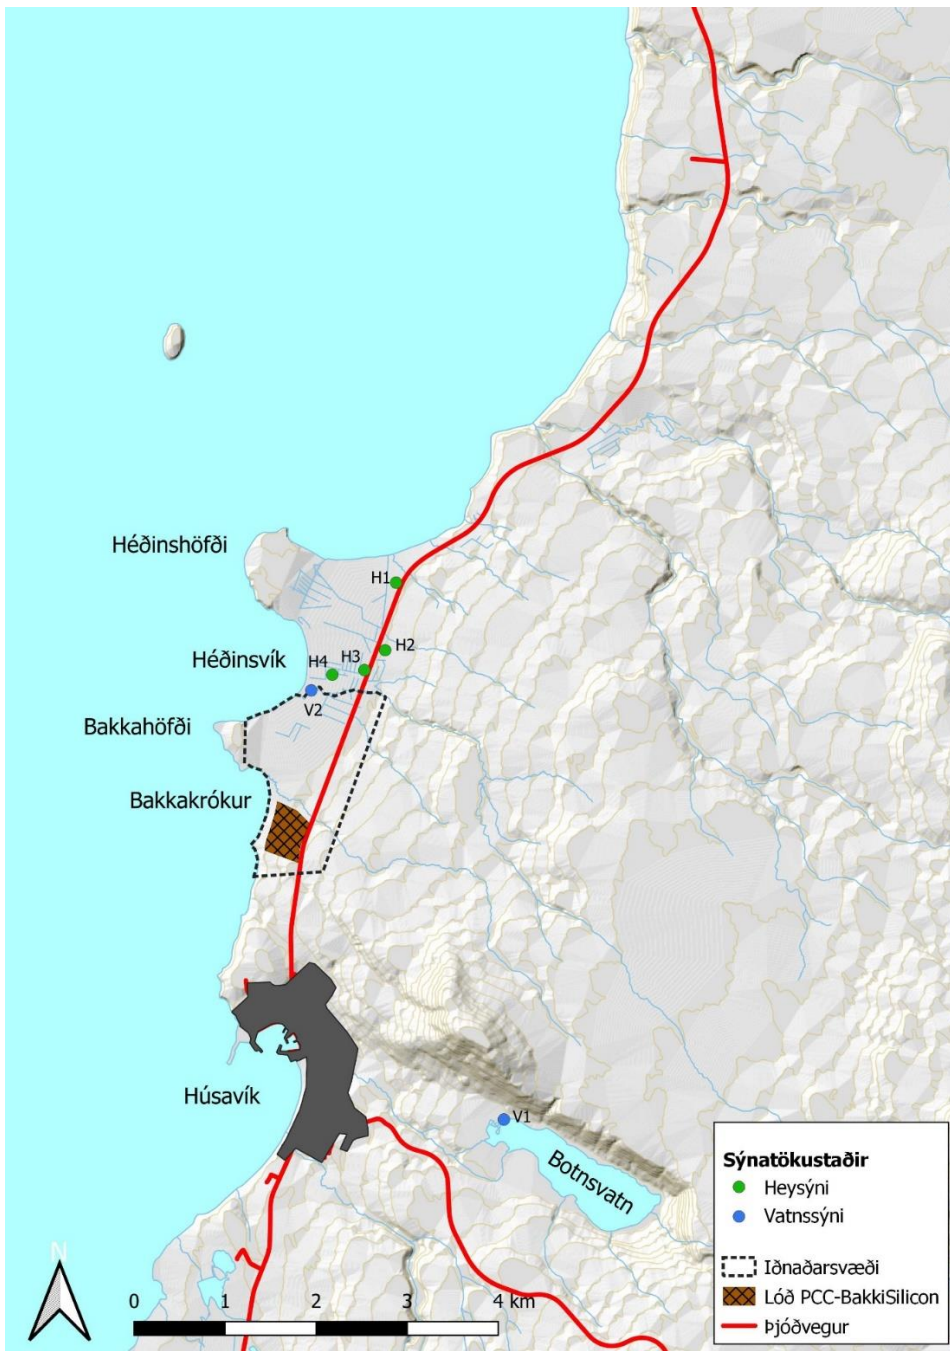 Héðinshöfði
H1
Héðinsvík
H2
H3
H4
V2
Bakkahöfði
Bakkakrókur
Húsavík
V1
Botnsvatn
N
0 1 2 3 4 km
Sýnatökustaðir
Heysýni
Vatnssýni
Iðnaðarsvæði
Lóð PCC-BakkiSilicon
Þjóðvegur